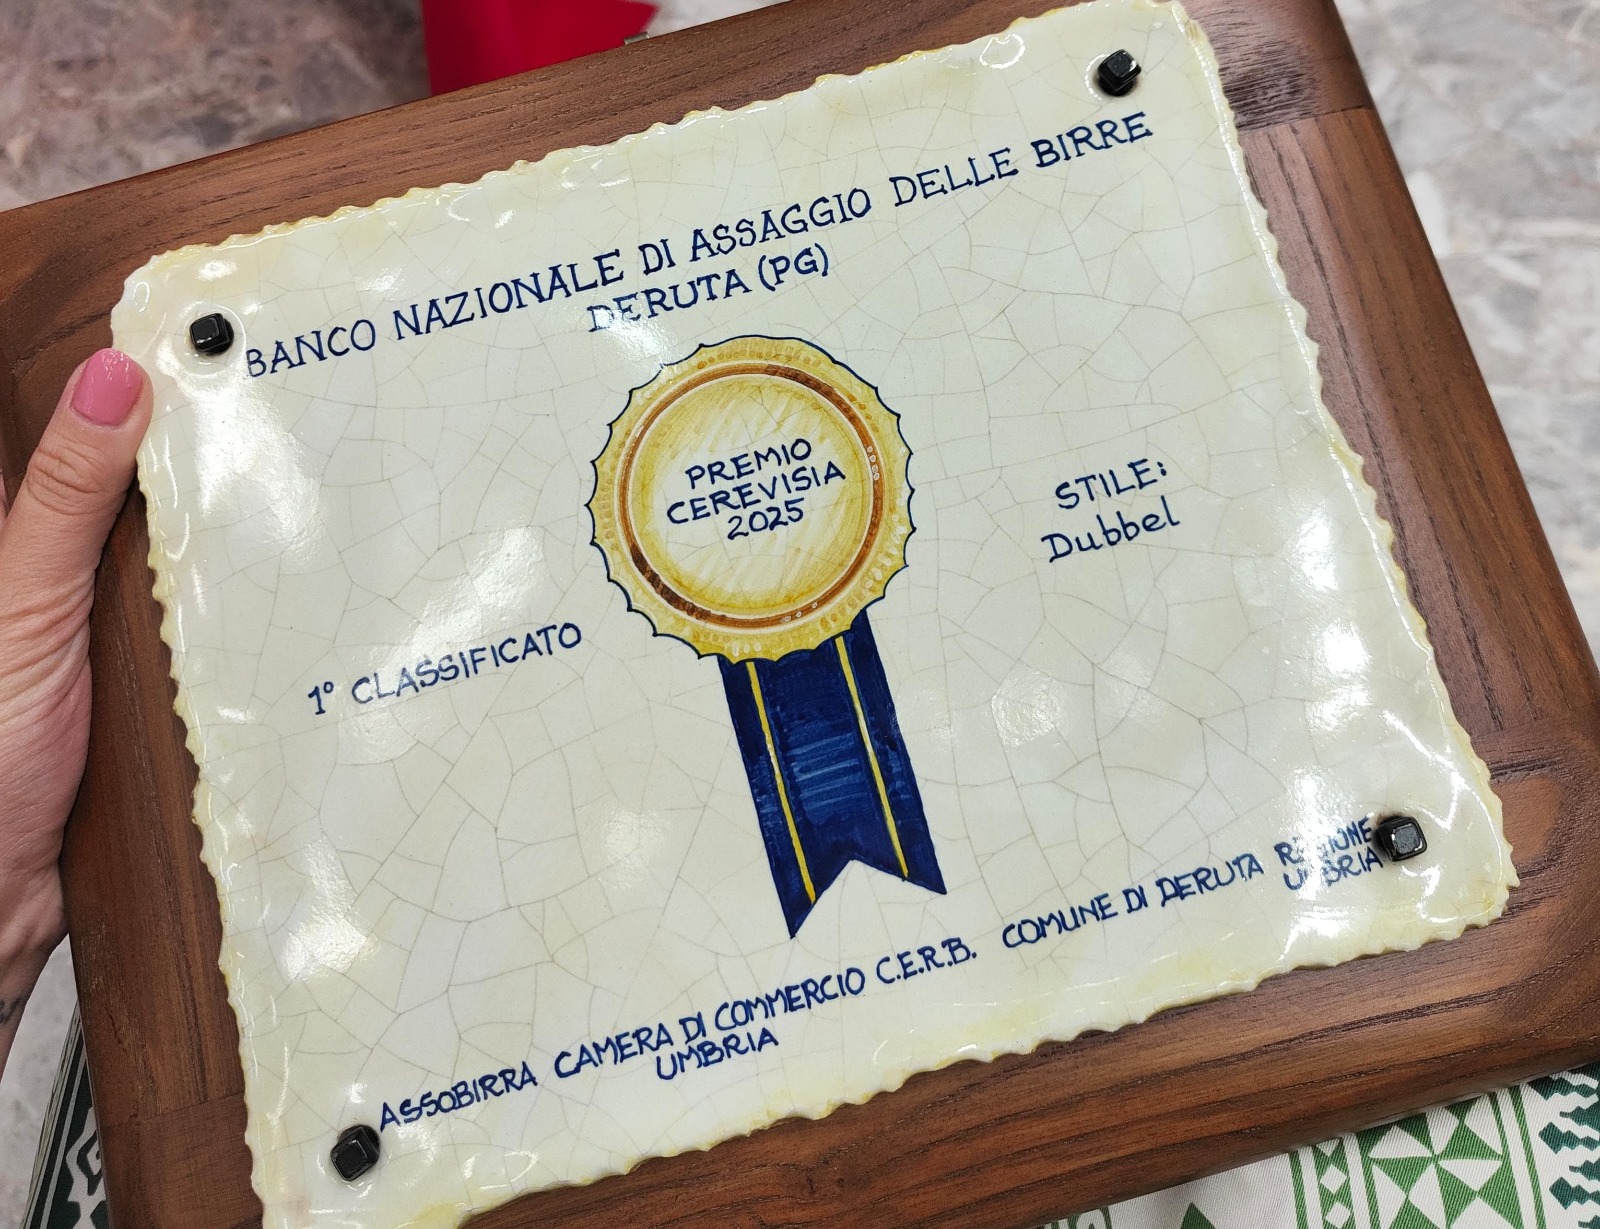 BANCO NAZIONALE DI ASSAGGIO DELLE BIRRE
DERUTA (PG)
PREMIO
CEREVISIA
2025
STILE:
Dubbel
1° CLASSIFICATO
ASSOBIRRA CAMERA DI COMMERCIO C.E.R.B. COMUNE DI DERUTA REGIONE
UMBRIA UMBRIA